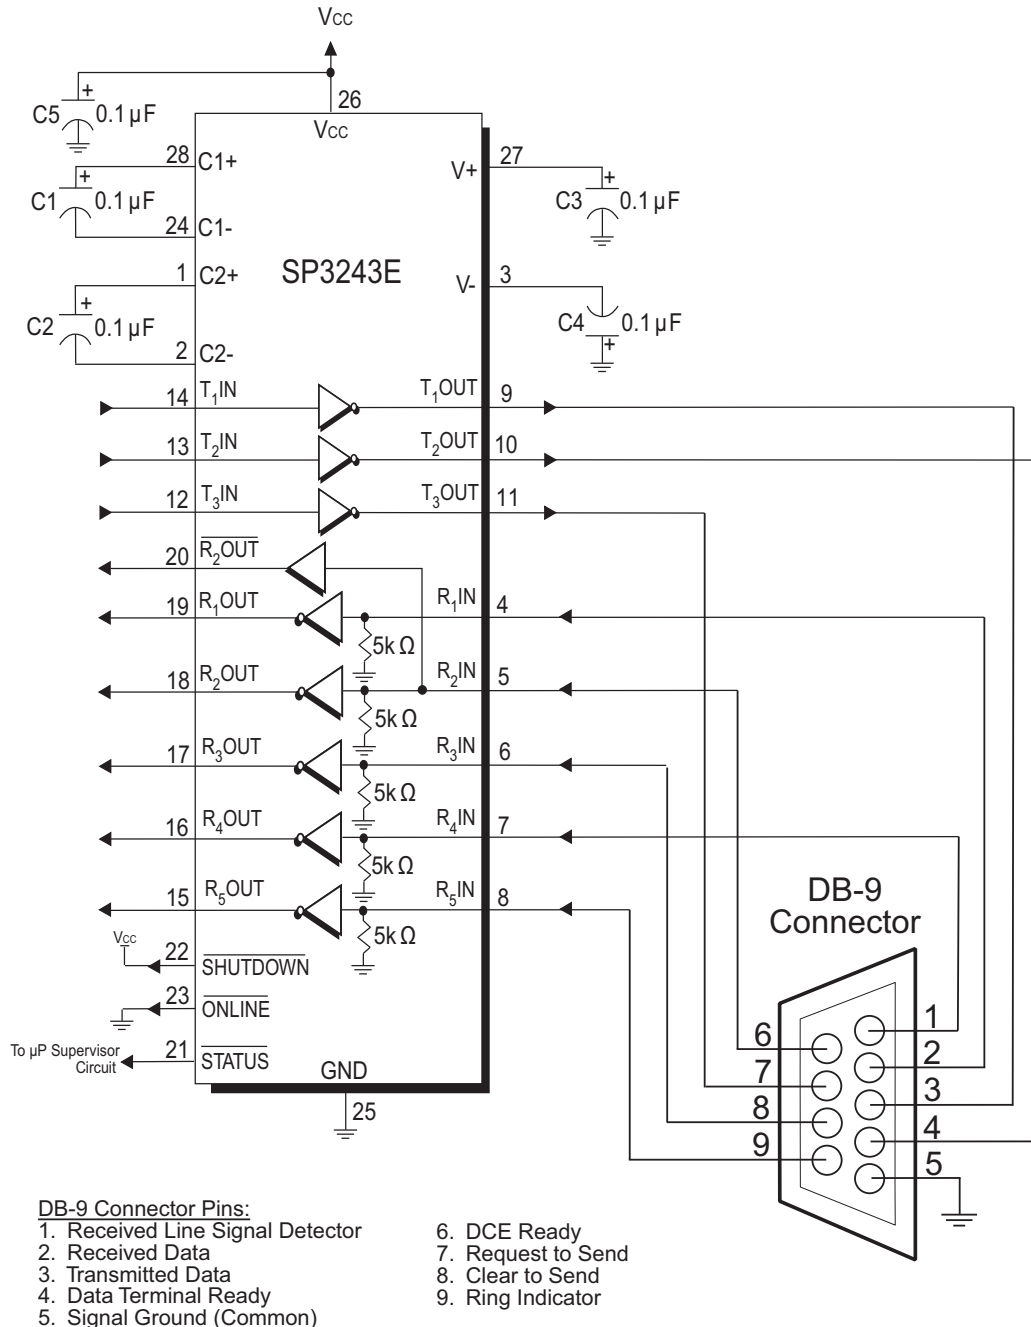 VCC
26
VCC
C5
+
0.1 µF
28
C1+
+
C1
0.1 µF
24
C1-
V+
27
+
C3
0.1 µF
SP3243E
1
C2+
+
C2
0.1 µF
2
C2-
V-
3
C4
0.1 µF
+
14
T1IN
T1OUT
9
13
T2IN
T2OUT
10
12
T3IN
T3OUT
11
20
R2OUT
19
R1OUT
R1IN
4
5k Ω
18
R2OUT
R2IN
5
5k Ω
17
R3OUT
R3IN
6
5k Ω
16
R4OUT
R4IN
7
5k Ω
15
R5OUT
R5IN
8
5k Ω
VCC
22
SHUTDOWN
23
ONLINE
To µP Supervisor
Circuit
21
STATUS
GND
25
DB-9
Connector
6
7
8
9
1
2
3
4
5
DB-9 Connector Pins:
1. Received Line Signal Detector
2. Received Data
3. Transmitted Data
4. Data Terminal Ready
5. Signal Ground (Common)
6. DCE Ready
7. Request to Send
8. Clear to Send
9. Ring Indicator